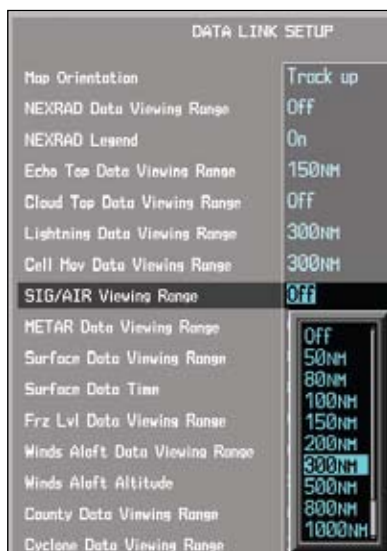 DATA LINK SETUP
Map Orientation Track up
NEXRAD Data Viewing Range Off
NEXRAD Legend On
Echo Top Data Viewing Range 150NM
Cloud Top Data Viewing Range Off
Lightning Data Viewing Range 300NM
Cell Mov Data Viewing Range 300NM
SIG/AIR Viewing Range Off
METAR Data Viewing Range
Surface Data Viewing Range
Surface Data Time
Frz Lvl Data Viewing Range
Winds Aloft Data Viewing Range
Winds Aloft Altitude
County Data Viewing Range
Cyclone Data Viewing Range
Off
50NM
80NM
100NM
150NM
200NM
300NM
500NM
800NM
1000NM